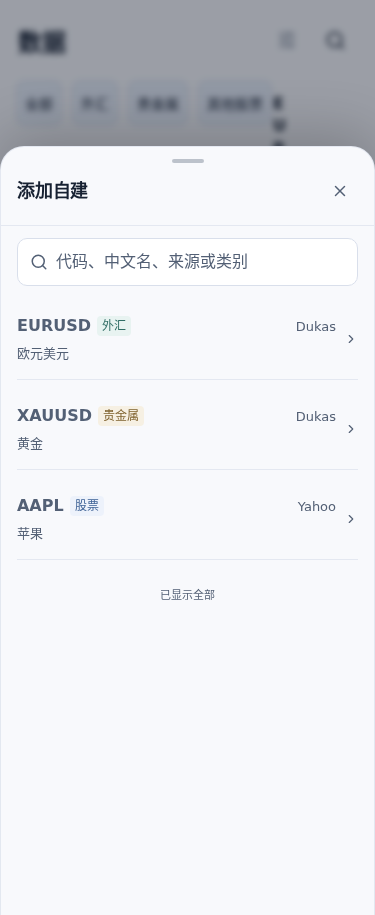 数据
全部
外汇
贵金属
添加自建
代码、中文名、来源或类别
EURUSD 外汇 Dukas
欧元美元
XAUUSD 贵金属 Dukas
黄金
AAPL 股票 Yahoo
苹果
已显示全部